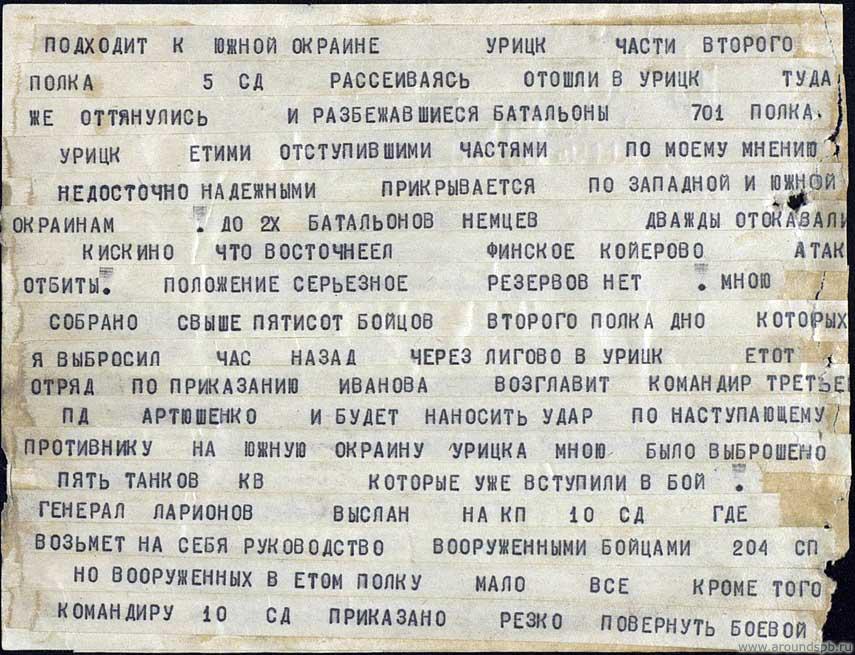 ПОДХОДИТ К ЮЖНОЙ ОКРАИНЕ УРИЦК ЧАСТИ ВТОРОГО
ПОЛКА 5 СД РАССЕИВАЯСЬ ОТОШЛИ В УРИЦК ТУДА
ЖЕ ОТТЯНУЛИСЬ И РАЗБЕЖАВШИЕСЯ БАТАЛЬОНЫ 701 ПОЛКА.
УРИЦК ЕТИМИ ОТСТУПИВШИМИ ЧАСТЯМИ ПО МОЕМУ МНЕНИЮ
НЕДОСТОЧНО НАДЕЖНЫМИ ПРИКРЫВАЕТСЯ ПО ЗАПАДНОЙ И ЮЖНОЙ
ОКРАИНАМ . ДО 2Х БАТАЛЬОНОВ НЕМЦЕВ ДВАЖДЫ ОТОКАВАЛИ
КИСКИНО ЧТО ВОСТОЧНЕЕЛ ФИНСКОЕ КОЙЕРОВО АТАК
ОТБИТЫ. ПОЛОЖЕНИЕ СЕРЬЕЗНОЕ РЕЗЕРВОВ НЕТ . МНОЮ
СОБРАНО СВЫШЕ ПЯТИСОТ БОЙЦОВ ВТОРОГО ПОЛКА ДНО КОТОРЫХ
Я ВЫБРОСИЛ ЧАС НАЗАД ЧЕРЕЗ ЛИГОВО В УРИЦК ЕТОТ
ОТРЯД ПО ПРИКАЗАНИЮ ИВАНОВА ВОЗГЛАВИТ КОМАНДИР ТРЕТЬЕ
ПД АРТЮШЕНКО И БУДЕТ НАНОСИТЬ УДАР ПО НАСТУПАЮЩЕМУ
ПРОТИВНИКУ НА ЮЖНУЮ ОКРАИНУ УРИЦКА МНОЮ БЫЛО ВЫБРОШЕНО
ПЯТЬ ТАНКОВ КВ КОТОРЫЕ УЖЕ ВСТУПИЛИ В БОЙ .
ГЕНЕРАЛ ЛАРИОНОВ ВЫСЛАН НА КП 10 СД ГДЕ
ВОЗЬМЕТ НА СЕБЯ РУКОВОДСТВО ВООРУЖЕННЫМИ БОЙЦАМИ 204 СП
НО ВООРУЖЕННЫХ В ЕТОМ ПОЛКУ МАЛО ВСЕ КРОМЕ ТОГО
КОМАНДИРУ 10 СД ПРИКАЗАНО РЕЗКО ПОВЕРНУТЬ БОЕВОЙ
www.aroundspb.ru